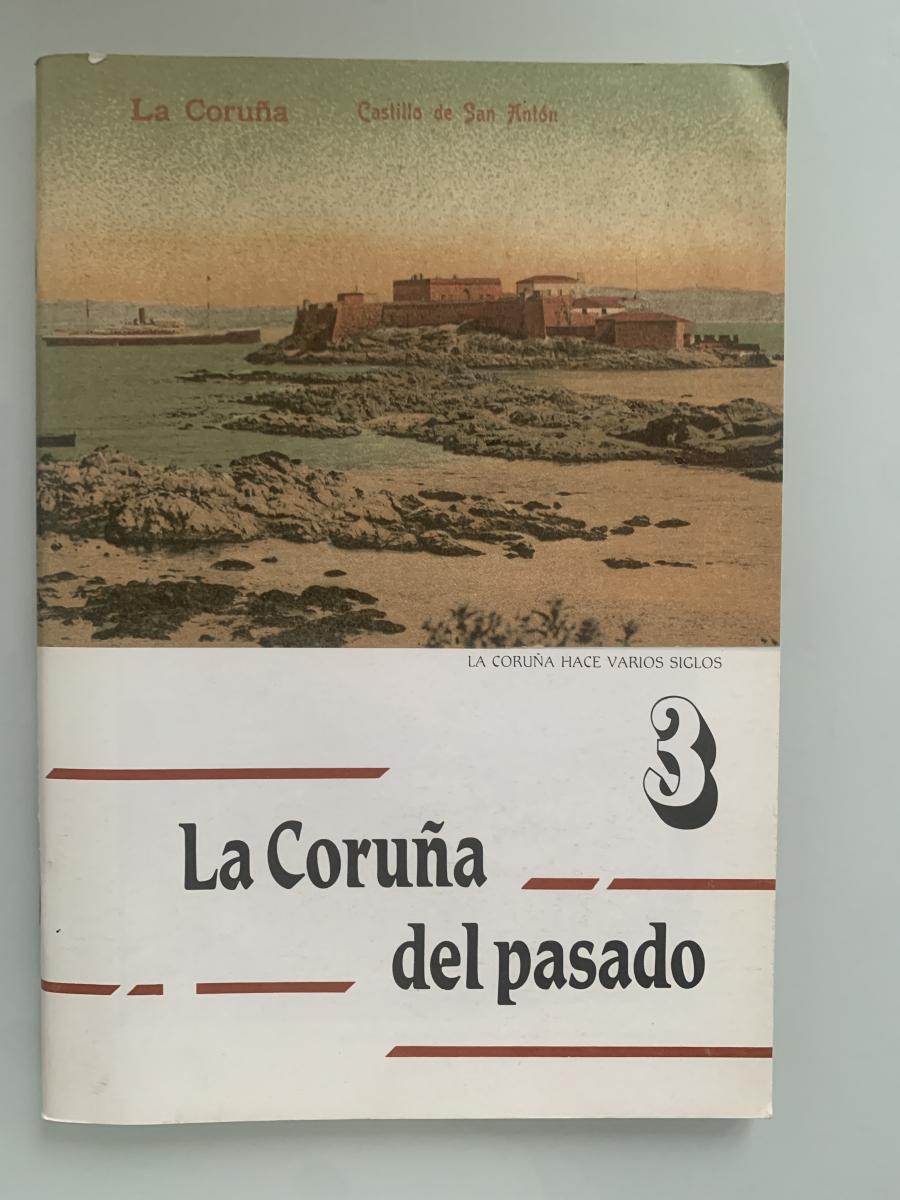 La Coruña Castillo de San Antón
LA CORUÑA HACE VARIOS SIGLOS
3
La Coruña
del pasado